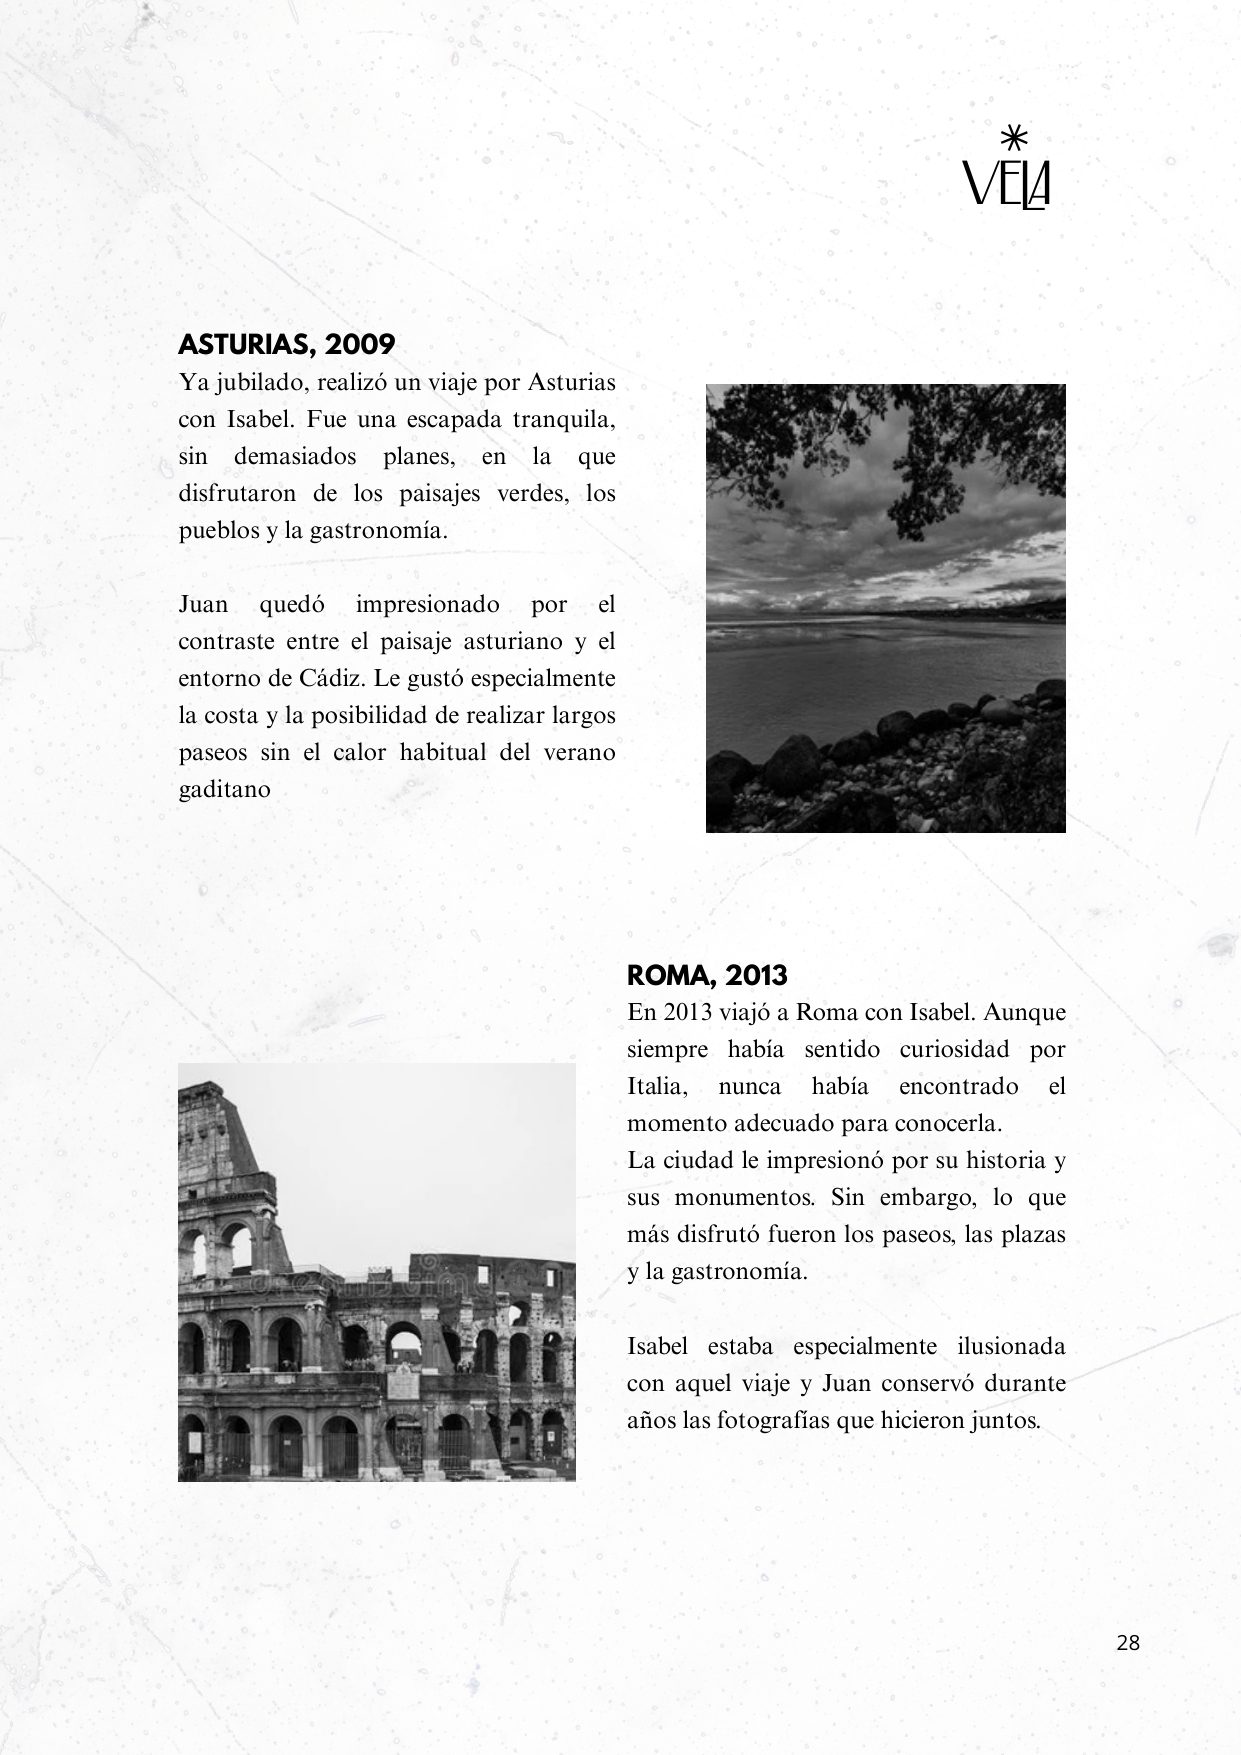 VELA
ASTURIAS, 2009
Ya jubilado, realizó un viaje por Asturias
con Isabel. Fue una escapada tranquila,
sin demasiados planes, en la que
disfrutaron de los paisajes verdes, los
pueblos y la gastronomía.
Juan quedó impresionado por el
contraste entre el paisaje asturiano y el
entorno de Cádiz. Le gustó especialmente
la costa y la posibilidad de realizar largos
paseos sin el calor habitual del verano
gaditano
ROMA, 2013
En 2013 viajó a Roma con Isabel. Aunque
siempre había sentido curiosidad por
Italia, nunca había encontrado el
momento adecuado para conocerla.
La ciudad le impresionó por su historia y
sus monumentos. Sin embargo, lo que
más disfrutó fueron los paseos, las plazas
y la gastronomía.
Isabel estaba especialmente ilusionada
con aquel viaje y Juan conservó durante
años las fotografías que hicieron juntos.
28